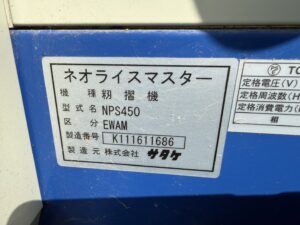 ネオライスマスター
機種 籾摺機
型式名 NPS450
区分 EWAM
製造番号 K111611686
製造元 株式会社 サタケ
定格電圧(V)
定格周波数(H
定格消費電力(
相